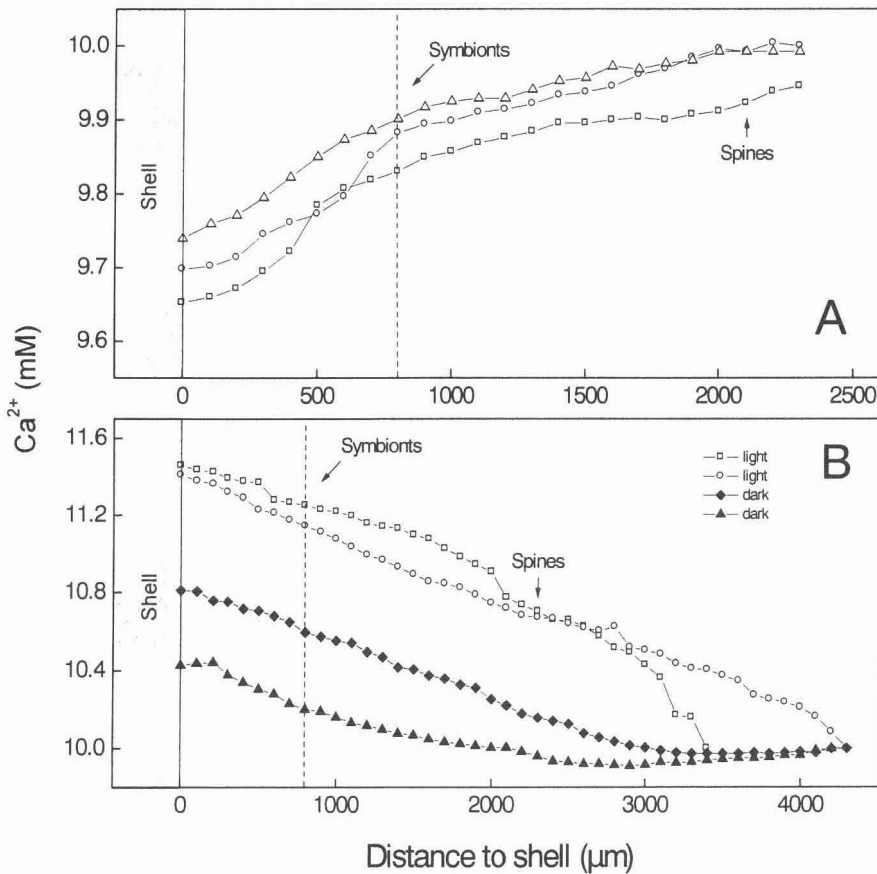 10.0
9.9
9.8
9.7
9.6
Shell
Symbionts
Spines
A
0
500
1000
1500
2000
2500
Ca²⁺ (mM)
11.6
11.2
10.8
10.4
10.0
Shell
Symbionts
Spines
B
light
light
dark
dark
0
1000
2000
3000
4000
Distance to shell (µm)